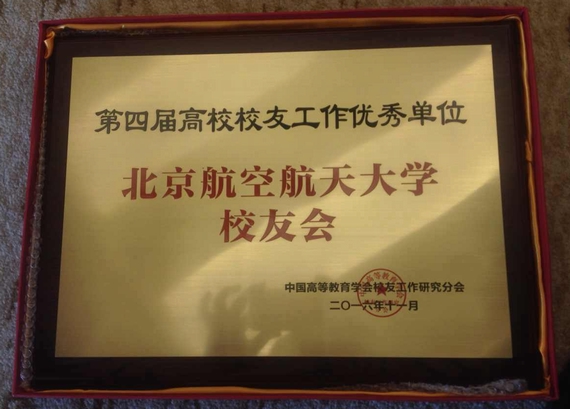 第四届高校校友工作优秀单位
北京航空航天大学
校友会
中国高等教育学会校友工作研究分会
二〇一六年十一月